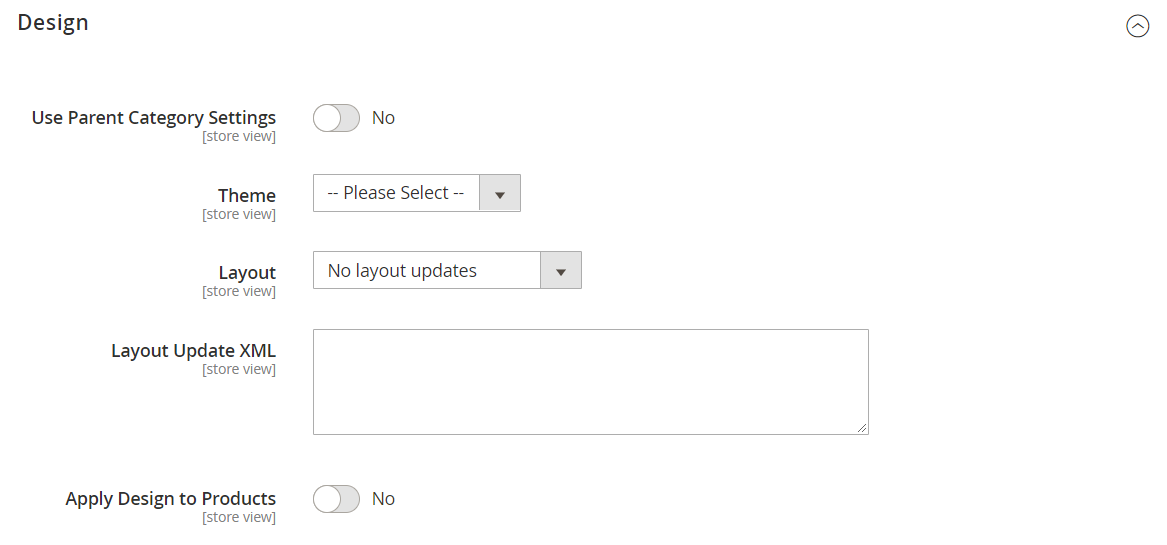 Design
Use Parent Category Settings
No
[store view]
Theme
-- Please Select --
[store view]
Layout
No layout updates
[store view]
Layout Update XML
[store view]
Apply Design to Products
No
[store view]